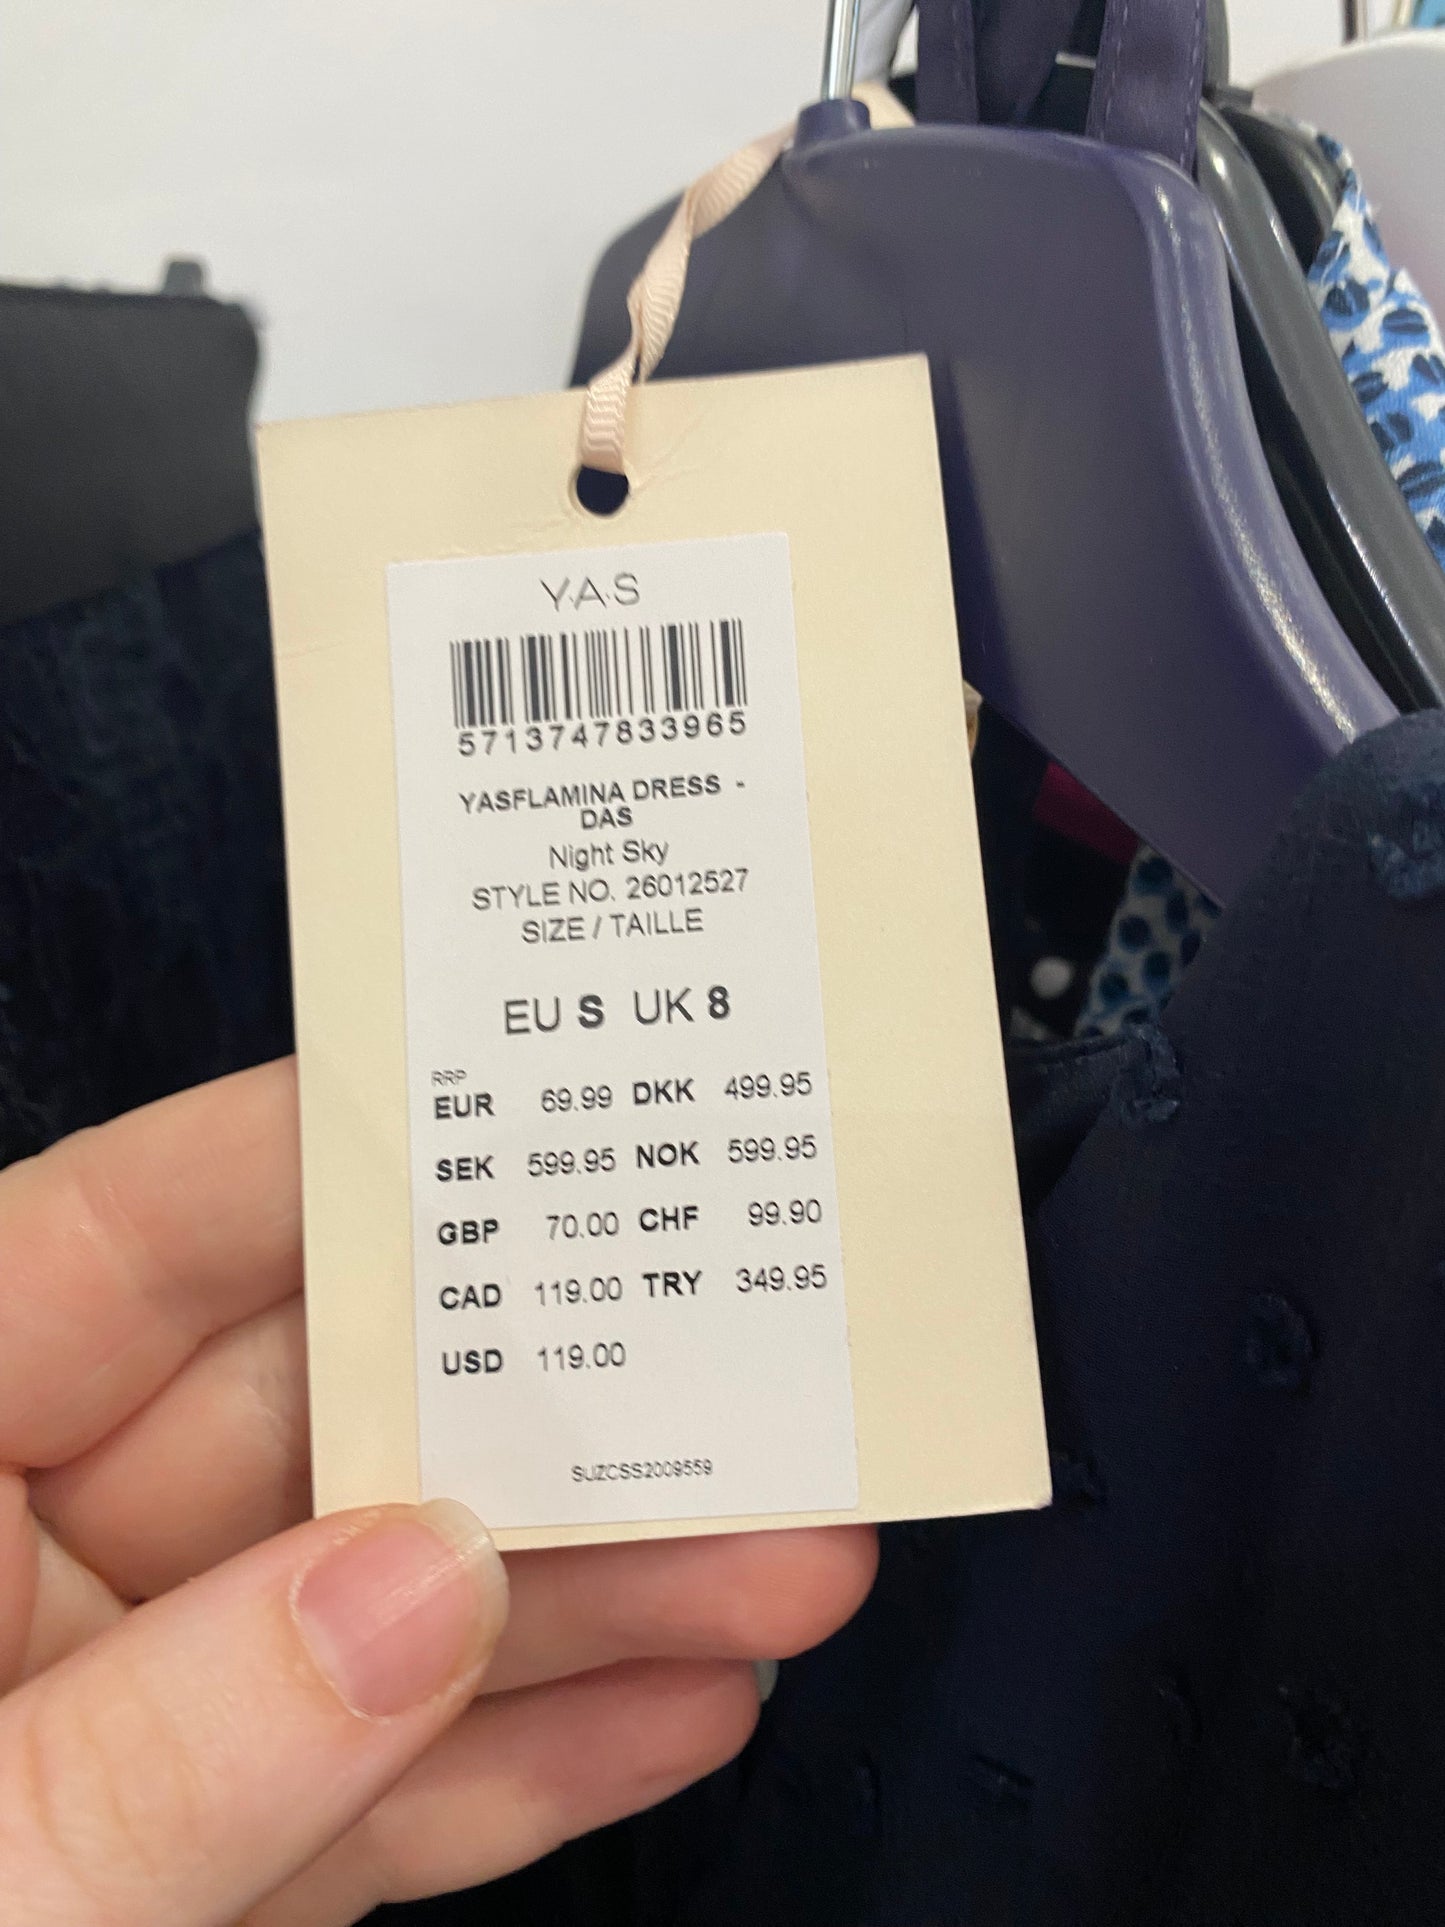 Y.A.S
5713747833965
YASFLAMINA DRESS -
DAS
Night Sky
STYLE NO. 26012527
SIZE / TAILLE
EU S UK 8
RRP
EUR 69.99 DKK 499.95
SEK 599.95 NOK 599.95
GBP 70.00 CHF 99.90
CAD 119.00 TRY 349.95
USD 119.00
SUZCSS2009559